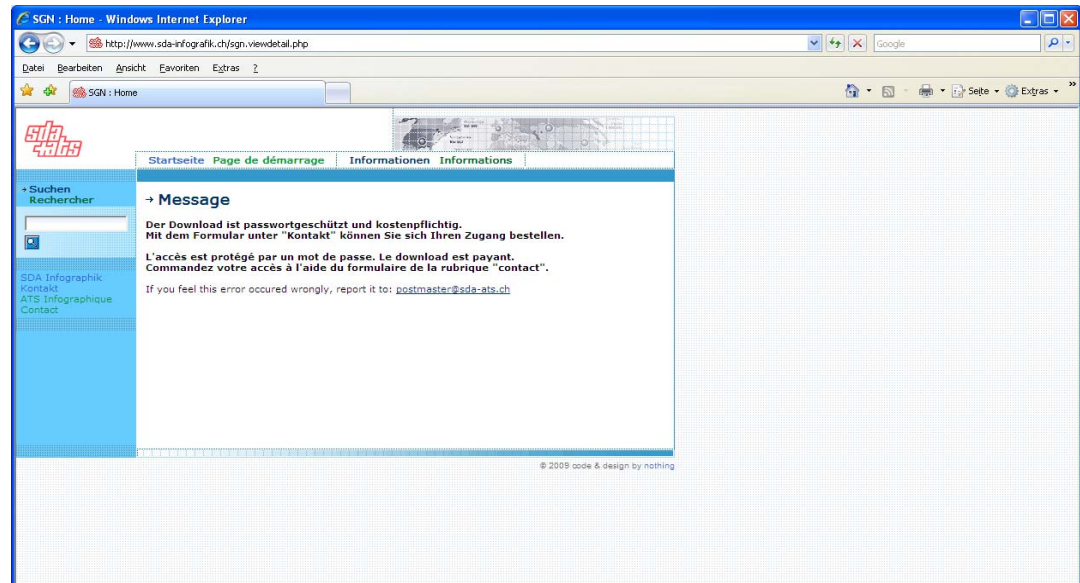 SGN : Home - Windows Internet Explorer
http://www.sda-infografik.ch/sgn.viewdetail.php
Google
Datei Bearbeiten Ansicht Favoriten Extras ?
SGN : Home
Seite Extras »
sda
ats
Startseite Page de démarrage Informationen Informations
Suchen
Rechercher
→ Message
Der Download ist passwortgeschützt und kostenpflichtig.
Mit dem Formular unter "Kontakt" können Sie sich Ihren Zugang bestellen.
L'accès est protégé par un mot de passe. Le download est payant.
Commandez votre accès à l'aide du formulaire de la rubrique "contact".
If you feel this error occured wrongly, report it to: postmaster@sda-ats.ch
SDA Infographik
Kontakt
ATS Infographique
Contact
© 2009 code & design by nothing